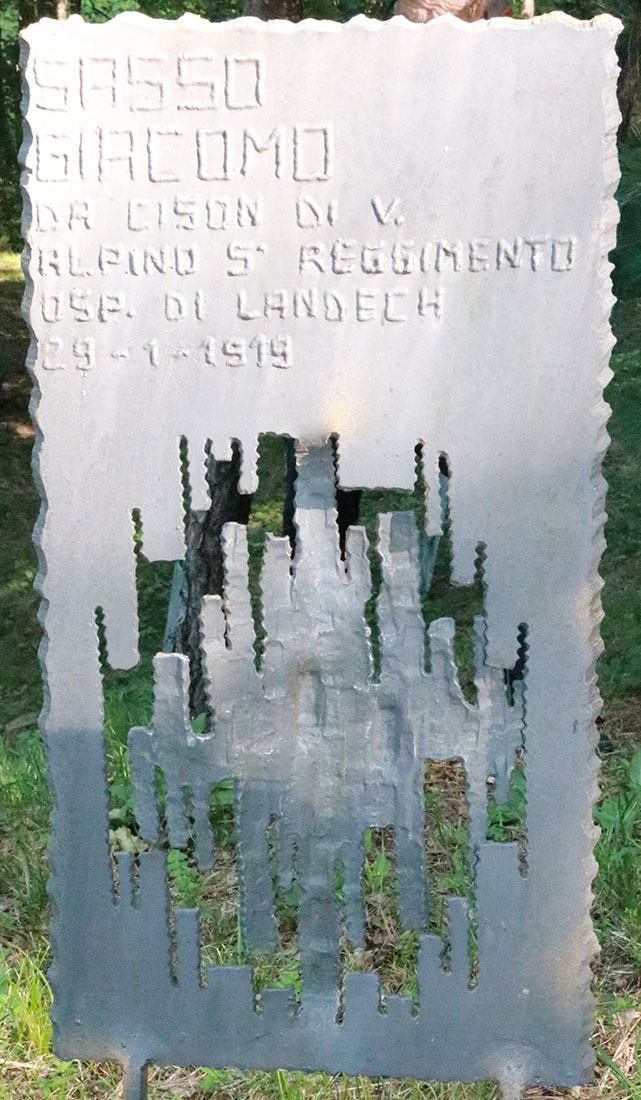 SASSO
GIACOMO
DA CISON DI V.
ALPINO 5° REGGIMENTO
OSP. DI LANDECH
29-1-1919